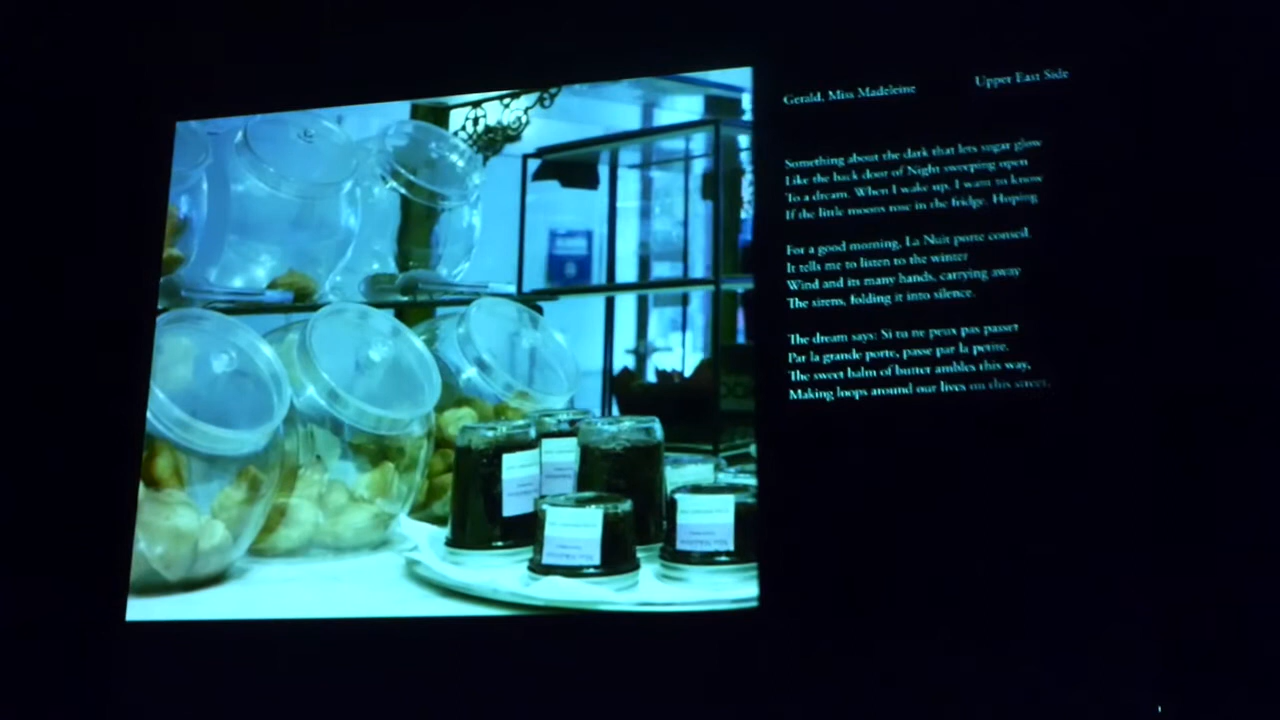 Gerald, Miss Madeleine
Upper East Side
Something about the dark that lets sugar glow
Like the back door of Night sweeping open
To a dream. When I wake up, I want to know
If the little moons rose in the fridge. Hoping
For a good morning, La Nuit porte conseil.
It tells me to listen to the winter
Wind and its many hands, carrying away
The sirens, folding it into silence.
The dream says: Si tu ne peux pas passer
Par la grande porte, passe par la petite.
The sweet balm of butter ambles this way,
Making loops around our lives on this street.